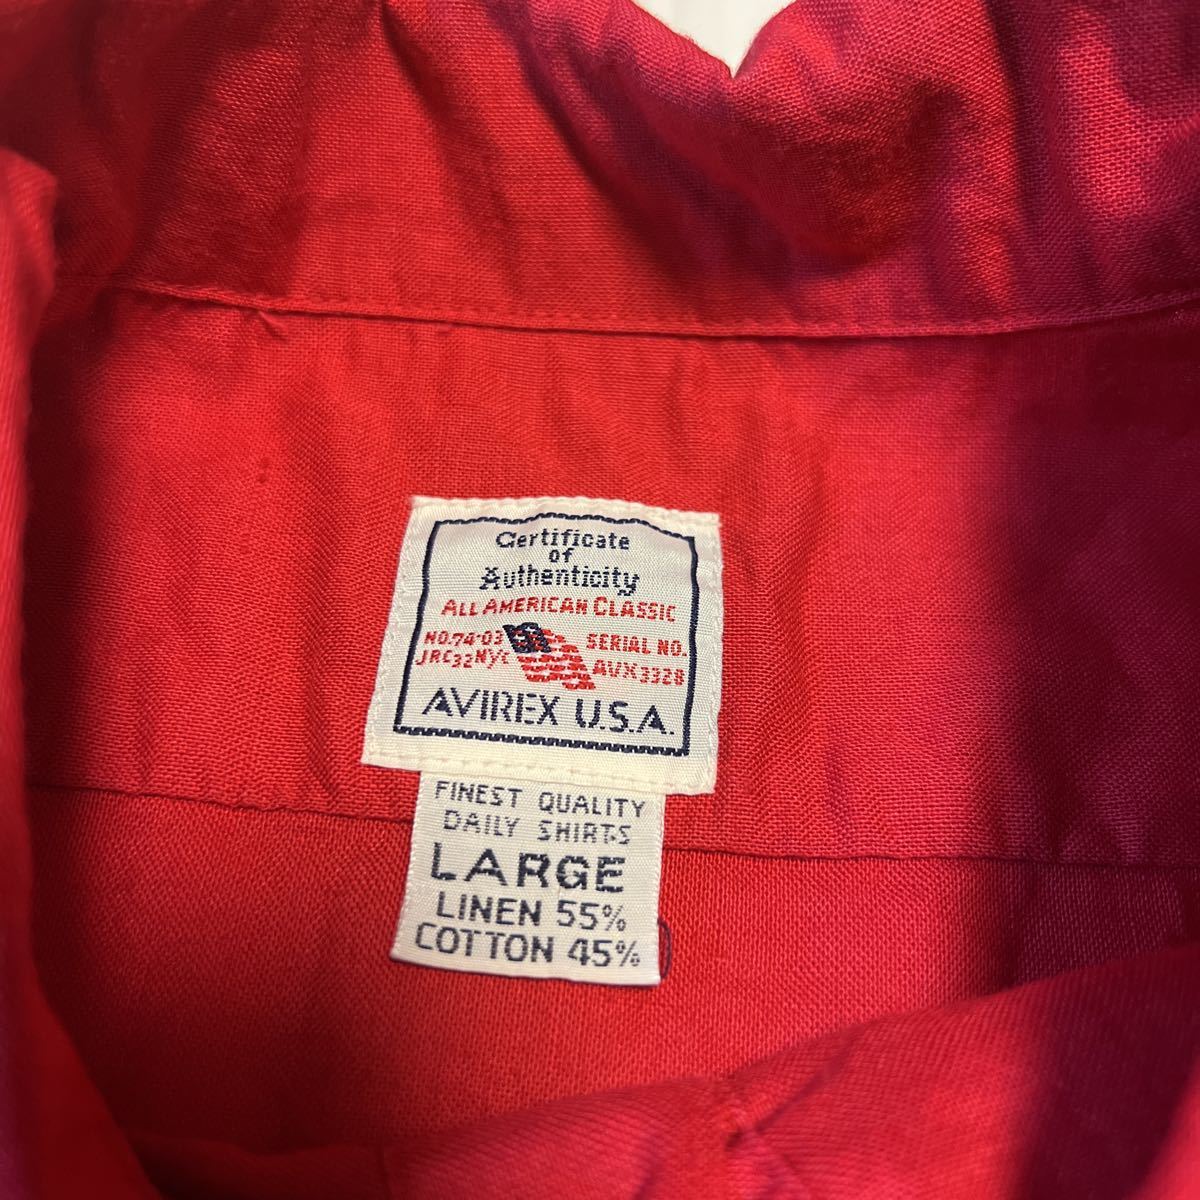 Certificate
of
Authenticity
ALL AMERICAN CLASSIC
NO.74-03 SERIAL NO.
JRC32NYC AVX3328
AVIREX U.S.A.
FINEST QUALITY
DAILY SHIRTS
LARGE
LINEN 55%
COTTON 45%